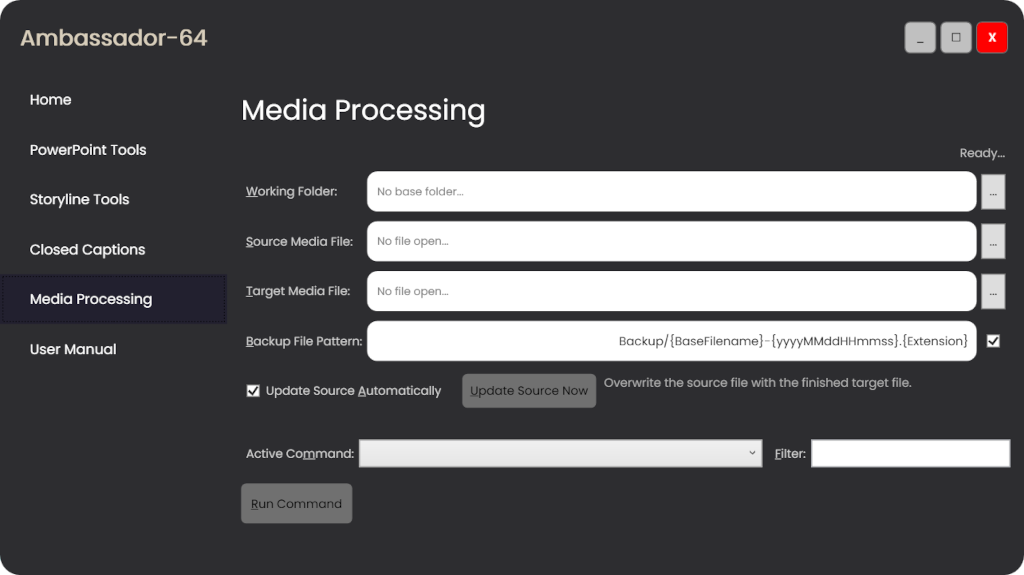 Ambassador-64
_ □ X
Home
PowerPoint Tools
Storyline Tools
Closed Captions
Media Processing
User Manual
Media Processing
Ready...
Working Folder: No base folder... ...
Source Media File: No file open... ...
Target Media File: No file open... ...
Backup File Pattern: Backup/{BaseFilename}-{yyyyMMddHHmmss}.{Extension}
Update Source Automatically Update Source Now Overwrite the source file with the finished target file.
Active Command: Filter:
Run Command